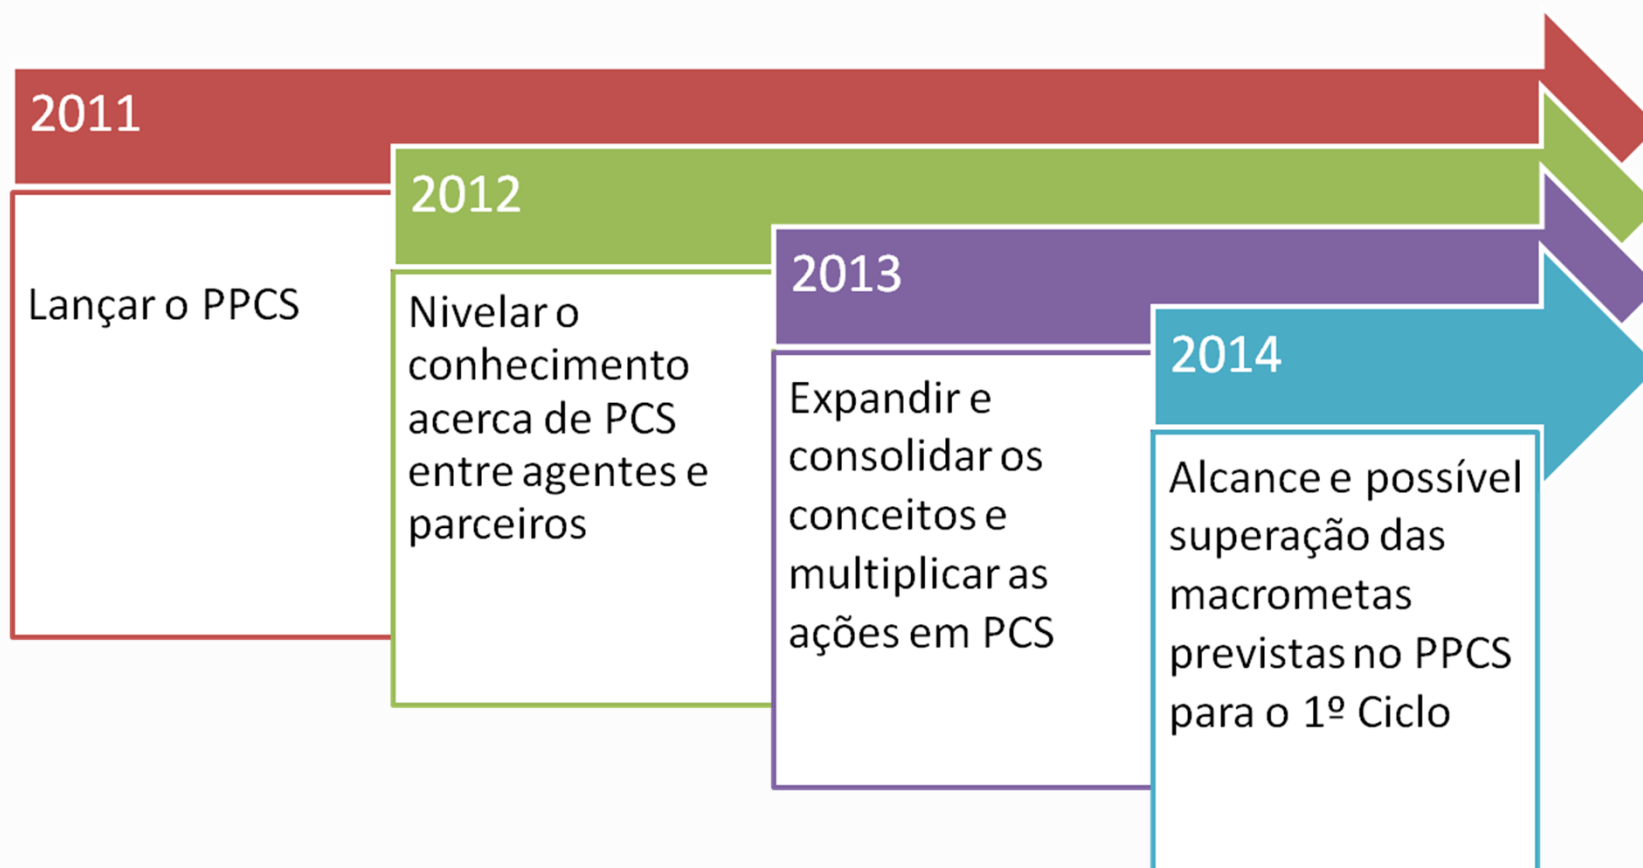 2011
Lançar o PPCS
2012
Nivelar o
conhecimento
acerca de PCS
entre agentes e
parceiros
2013
Expandir e
consolidar os
conceitos e
multiplicar as
ações em PCS
2014
Alcance e possível
superação das
macrometas
previstas no PPCS
para o 1º Ciclo